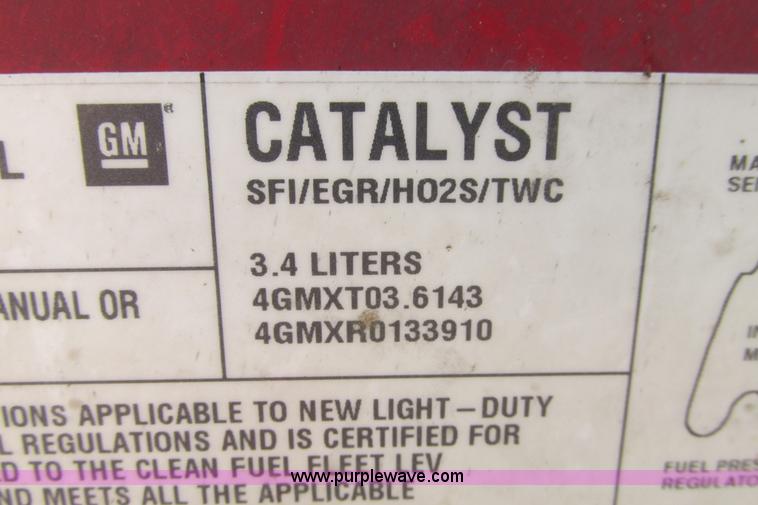 L GM
CATALYST
SFI/EGR/HO2S/TWC
3.4 LITERS
4GMXT03.6143
4GMXR0133910
ANUAL OR
MA
SE
IN
M
IONS APPLICABLE TO NEW LIGHT – DUTY
L REGULATIONS AND IS CERTIFIED FOR
ED TO THE CLEAN FUEL FLEET LEV
ND MEETS ALL THE APPLICABLE
FUEL PRES
REGULATO
www.purplewave.com